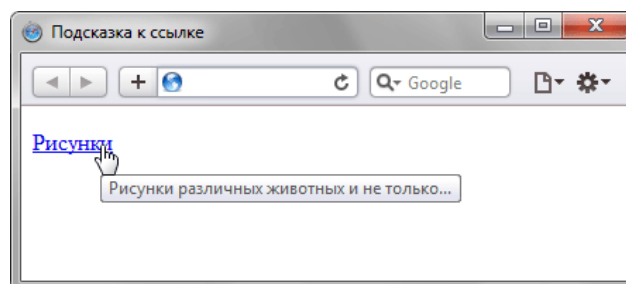 Подсказка к ссылке
Google
Рисунки
Рисунки различных животных и не только...